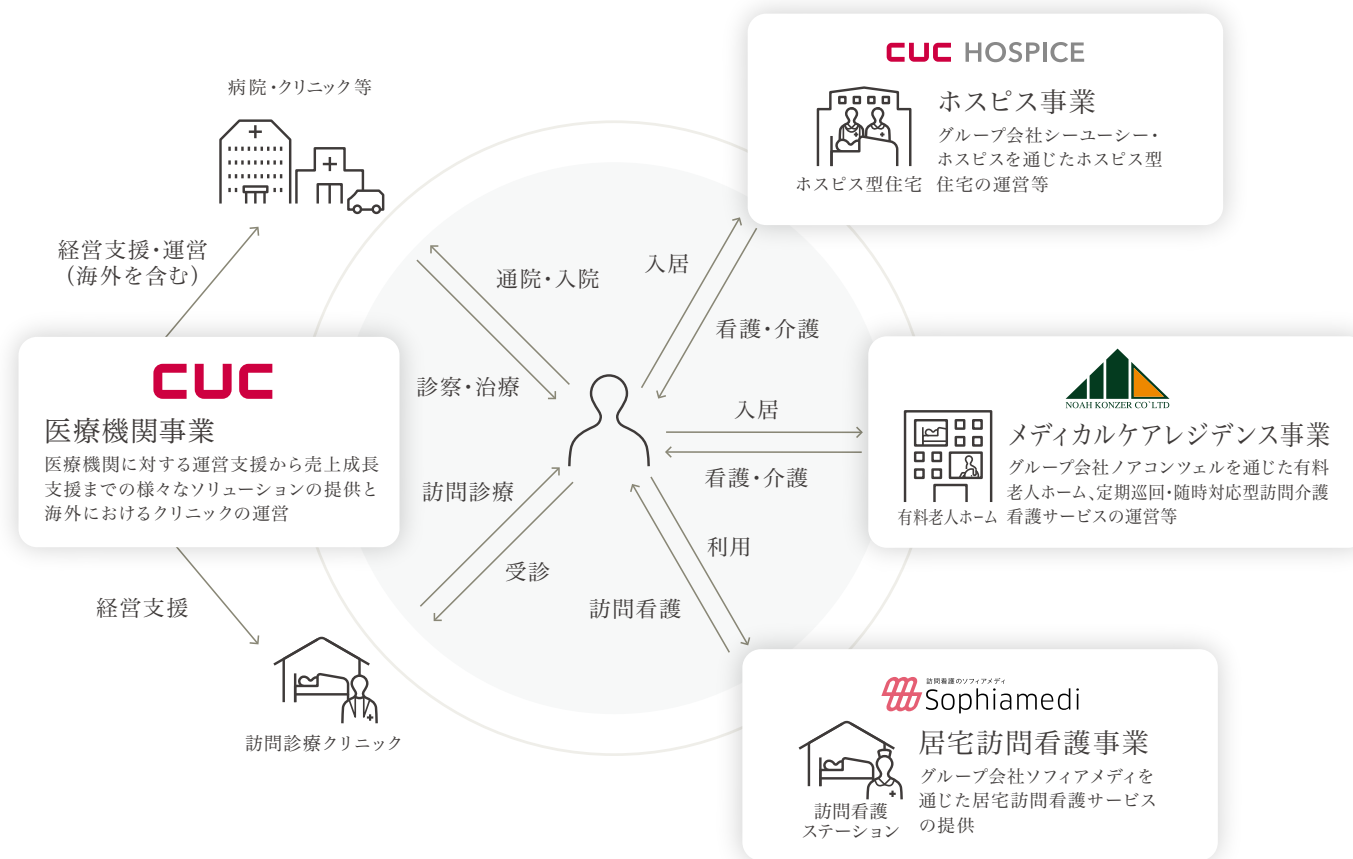 病院・クリニック等
経営支援・運営
（海外を含む）
CUC
医療機関事業
医療機関に対する運営支援から売上成長
支援までの様々なソリューションの提供と
海外におけるクリニックの運営
経営支援
訪問診療クリニック
通院・入院
診察・治療
訪問診療
受診
入居
看護・介護
入居
看護・介護
利用
訪問看護
CUC HOSPICE
ホスピス事業
グループ会社シーユーシー・
ホスピスを通じたホスピス型
住宅の運営等
ホスピス型住宅
NOAH KONZER CO`LTD
メディカルケアレジデンス事業
グループ会社ノアコンツェルを通じた有料
老人ホーム、定期巡回・随時対応型訪問介護
看護サービスの運営等
有料老人ホーム
訪問看護のソフィアメディ
Sophiamedi
居宅訪問看護事業
グループ会社ソフィアメディを
通じた居宅訪問看護サービス
の提供
訪問看護
ステーション